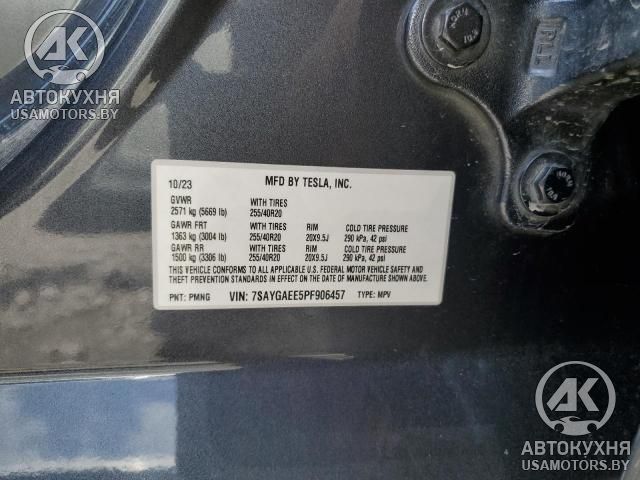 AK
АВТОКУХНЯ
USAMOTORS.BY
10/23 MFD BY TESLA, INC.
GVWR WITH TIRES
2571 kg (5669 lb) 255/40R20
GAWR FRT WITH TIRES RIM COLD TIRE PRESSURE
1363 kg (3004 lb) 255/40R20 20X9.5J 290 kPa, 42 psi
GAWR RR WITH TIRES RIM COLD TIRE PRESSURE
1500 kg (3306 lb) 255/40R20 20X9.5J 290 kPa, 42 psi
THIS VEHICLE CONFORMS TO ALL APPLICABLE U.S. FEDERAL MOTOR VEHICLE SAFETY AND
THEFT PREVENTION STANDARDS IN EFFECT ON THE DATE OF MANUFACTURE SHOWN ABOVE.
PNT: PMNG VIN: 7SAYGAEE5PF906457 TYPE: MPV
AK
АВТОКУХНЯ
USAMOTORS.BY